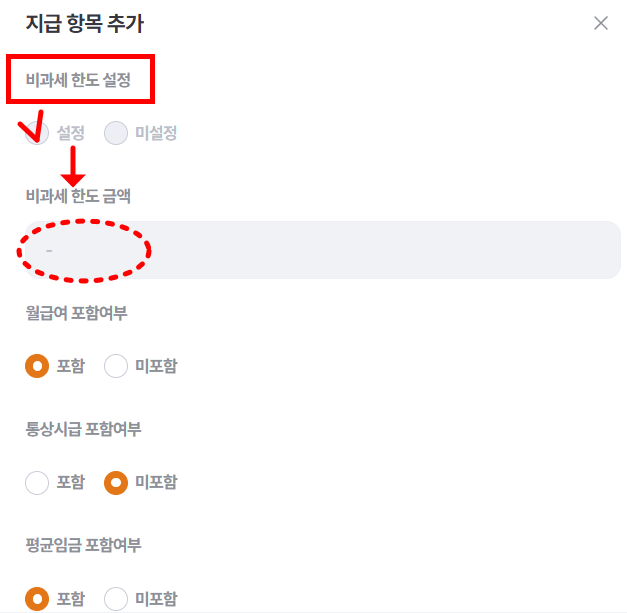 지급 항목 추가
비과세 한도 설정
설정 미설정
비과세 한도 금액
-
월급여 포함여부
포함 미포함
통상시급 포함여부
포함 미포함
평균임금 포함여부
포함 미포함